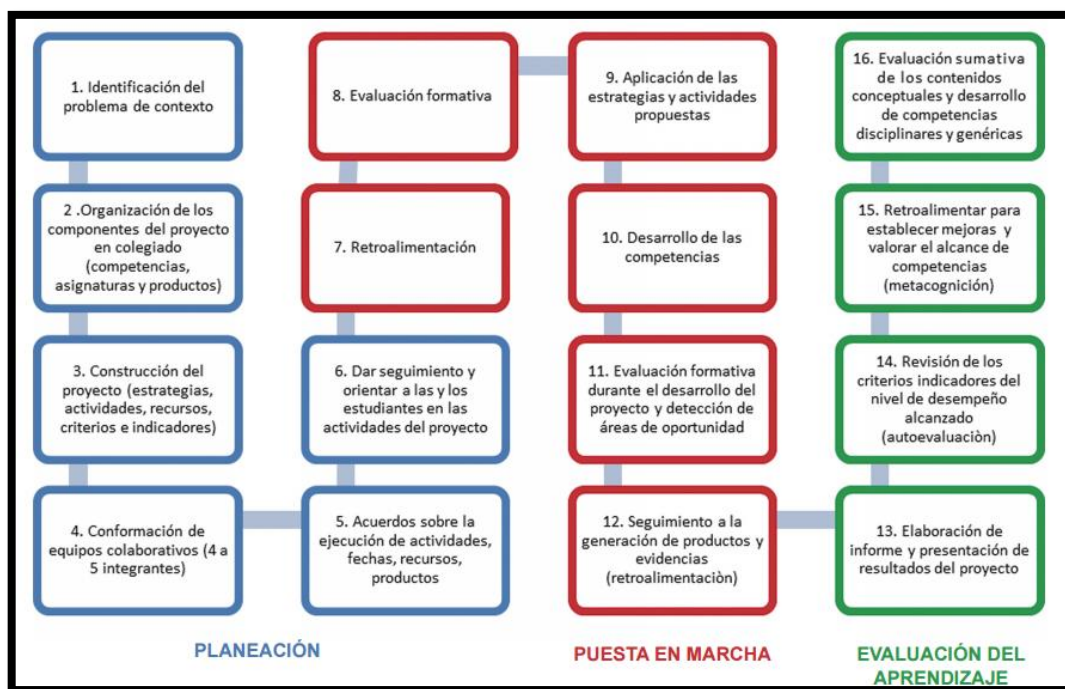 1. Identificación del
problema de contexto
2 .Organización de los
componentes del proyecto
en colegiado
(competencias,
asignaturas y productos)
3. Construcción del
proyecto (estrategias,
actividades, recursos,
criterios e indicadores)
4. Conformación de
equipos colaborativos (4 a
5 integrantes)
5. Acuerdos sobre la
ejecución de actividades,
fechas, recursos,
productos
6. Dar seguimiento y
orientar a las y los
estudiantes en las
actividades del proyecto
7. Retroalimentación
8. Evaluación formativa
9. Aplicación de las
estrategias y actividades
propuestas
10. Desarrollo de las
competencias
11. Evaluación formativa
durante el desarrollo del
proyecto y detección de
áreas de oportunidad
12. Seguimiento a la
generación de productos y
evidencias
(retroalimentaciòn)
13. Elaboración de
informe y presentación de
resultados del proyecto
14. Revisión de los
criterios indicadores del
nivel de desempeño
alcanzado
(autoevaluaciòn)
15. Retroalimentar para
establecer mejoras y
valorar el alcance de
competencias
(metacognición)
16. Evaluación sumativa
de los contenidos
conceptuales y desarrollo
de competencias
disciplinares y genéricas
PLANEACIÓN
PUESTA EN MARCHA
EVALUACIÓN DEL
APRENDIZAJE